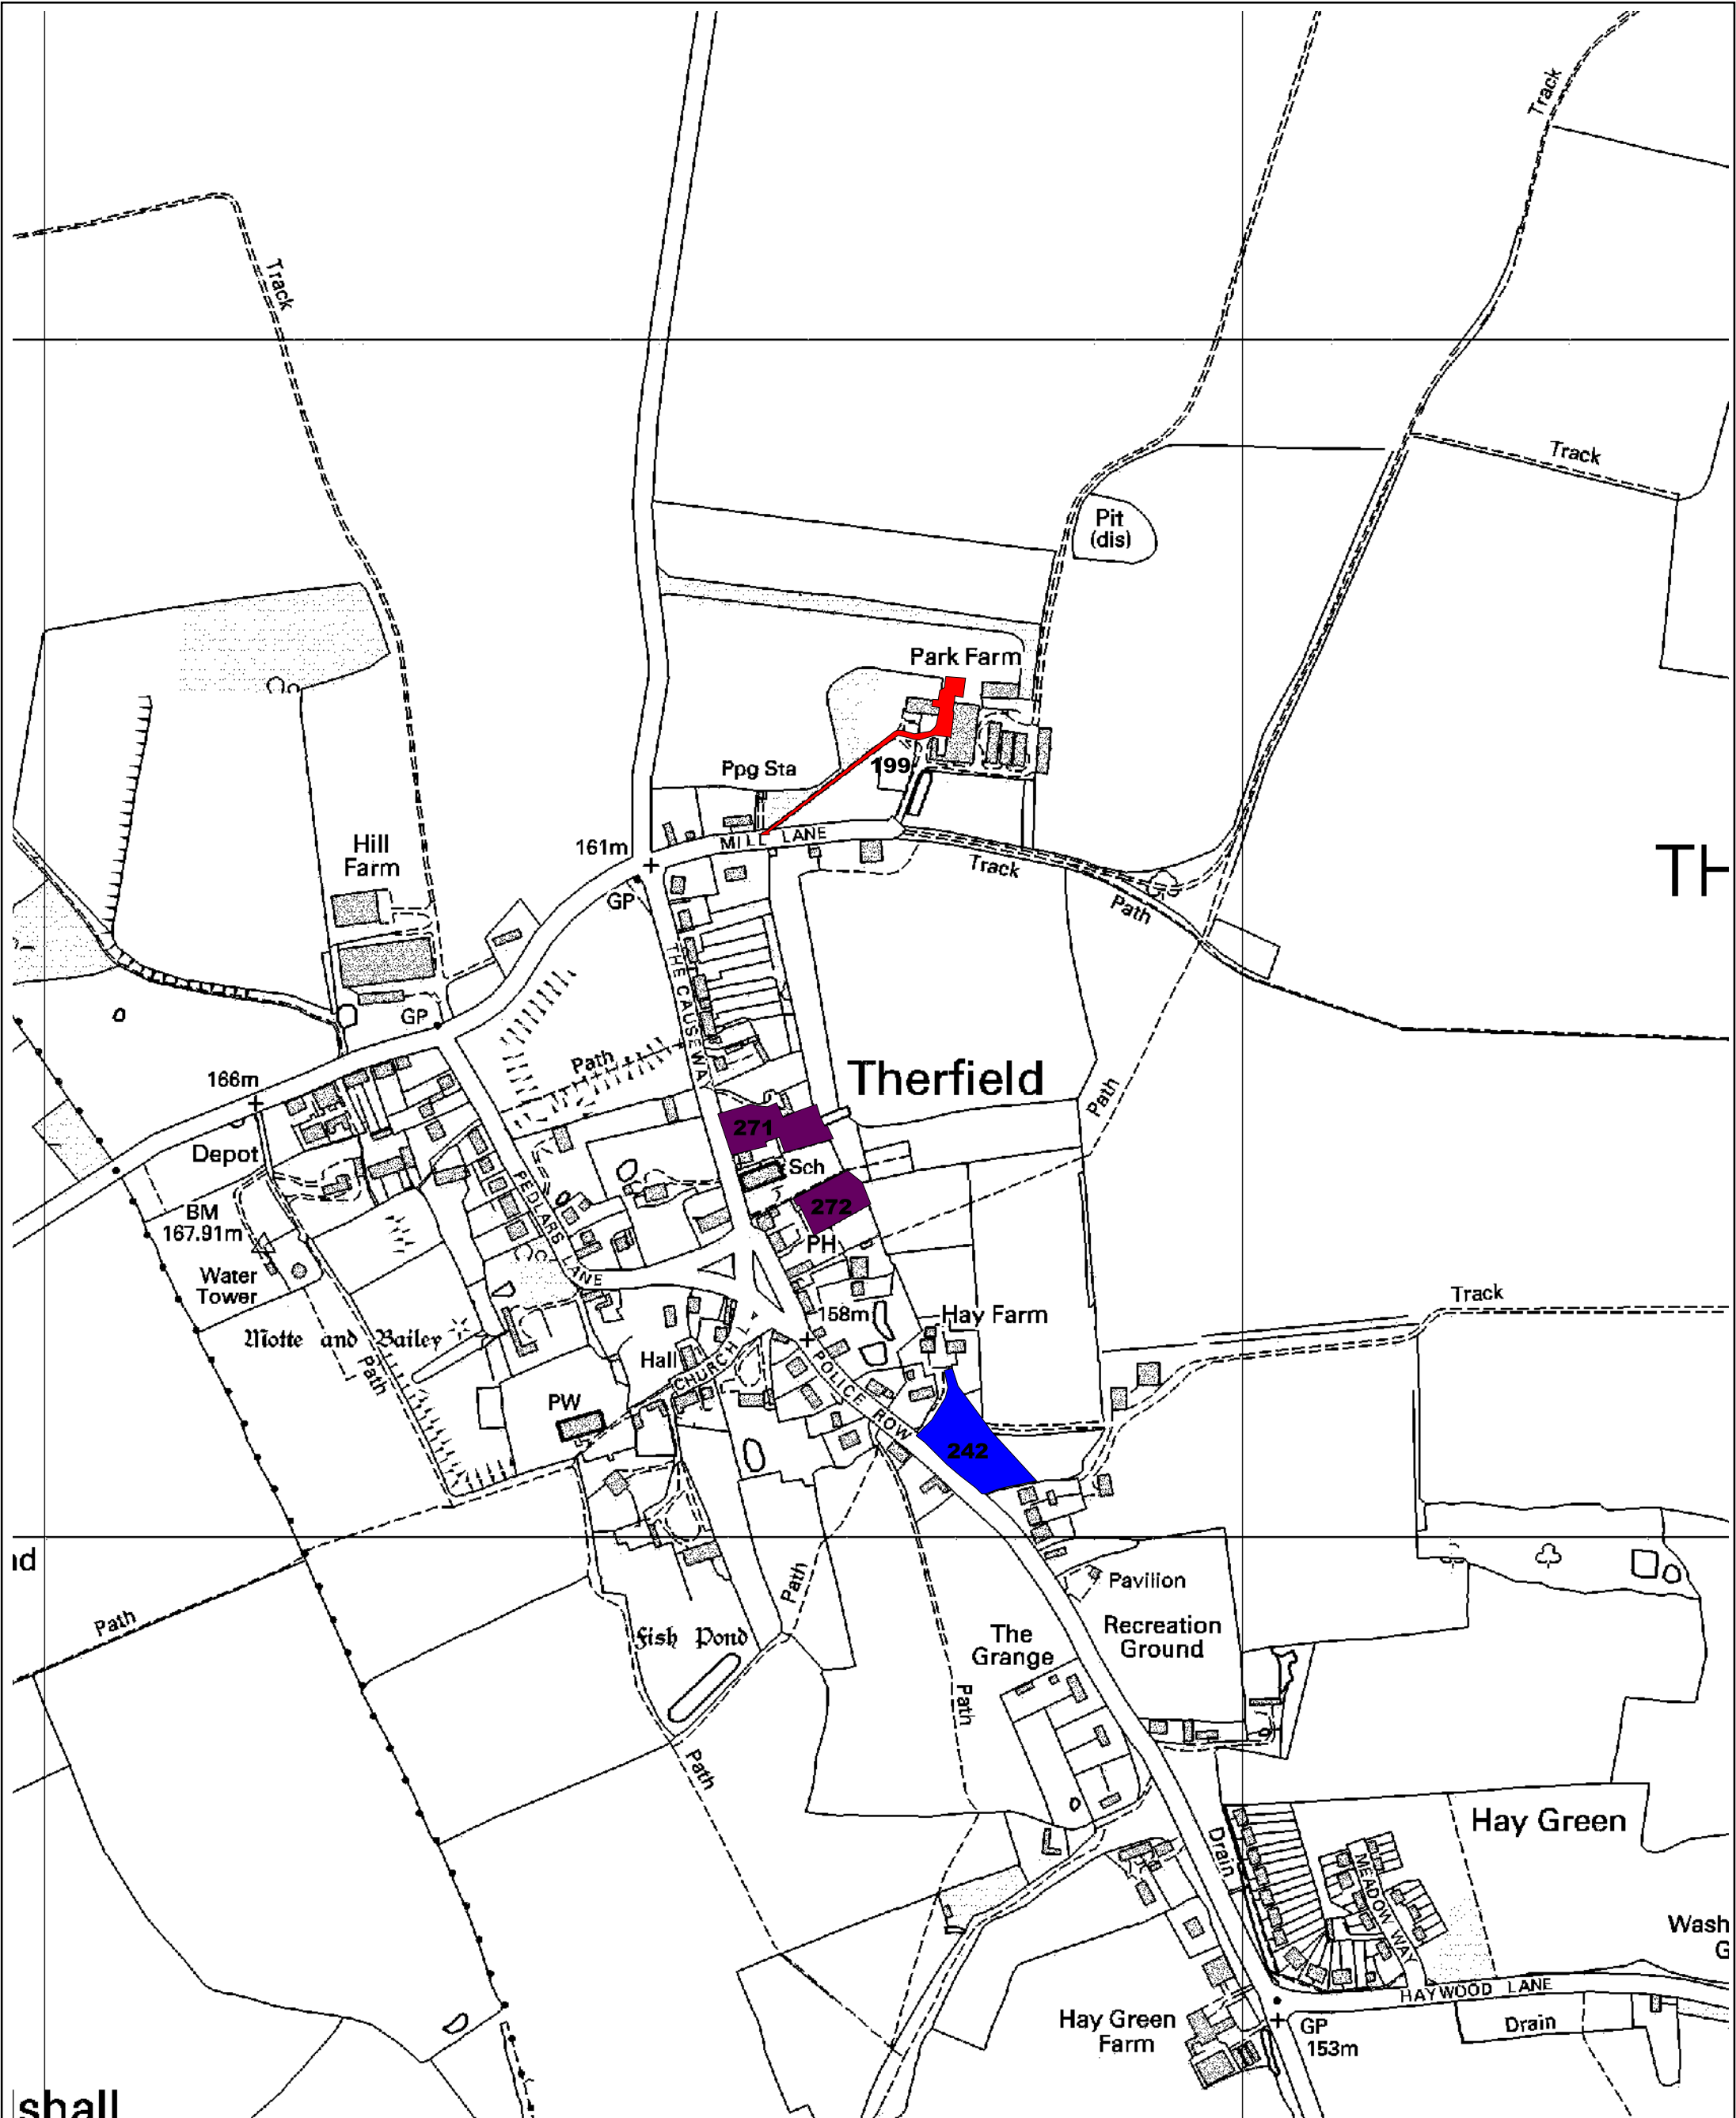 Track
Track
Track
Pit
(dis)
Park Farm
199
Ppg Sta
MILL LANE
161m
Hill
Farm
GP
Track
Path
TH
THE CAUSEWAY
GP
Path
166m
Therfield
Path
271
Depot
Sch
PEDLARS LANE
272
BM
167.91m
PH
Water
Tower
158m
Hay Farm
Track
Motte and Bailey
Hall
CHURCH L
Path
POLICE ROW
PW
242
nd
Pavilion
Path
Path
Fish Pond
The
Grange
Recreation
Ground
Path
Path
Hay Green
Drain
MEADOW WAY
Wash
G
HAYWOOD LANE
Hay Green
Farm
GP
153m
Drain
shall